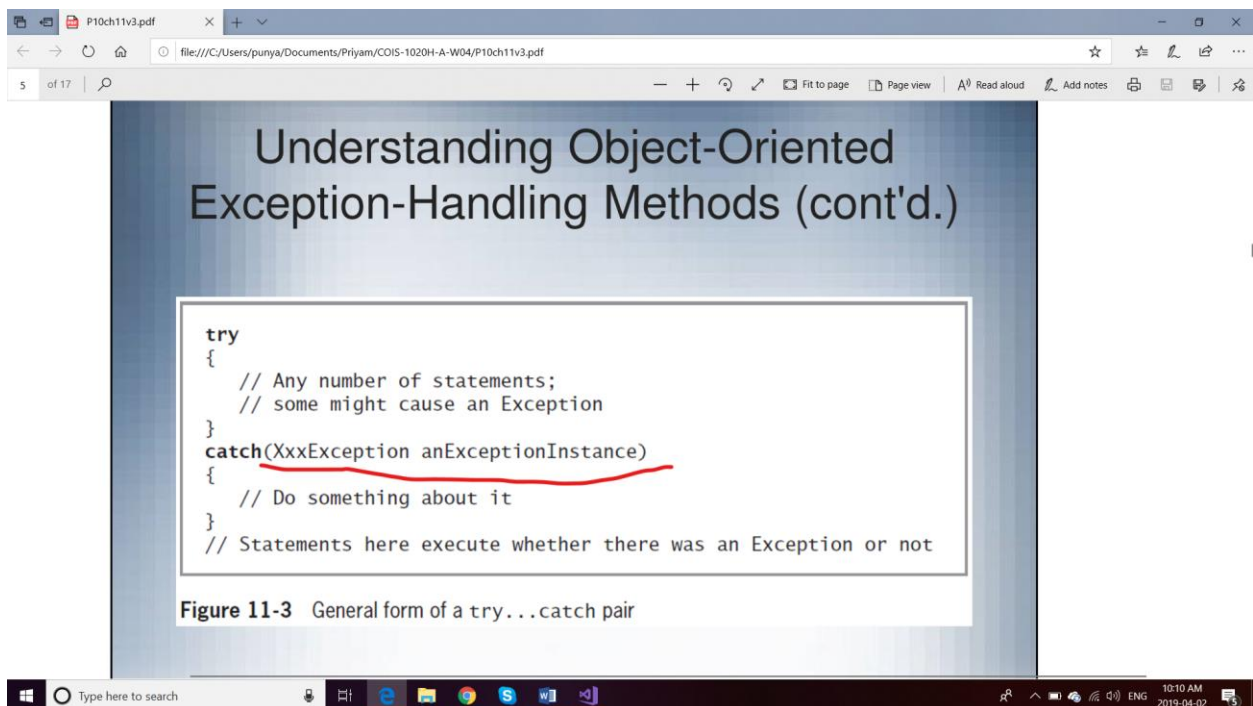 P10ch11v3.pdf
file:///C:/Users/punya/Documents/Priyam/COIS-1020H-A-W04/P10ch11v3.pdf
5 of 17
Fit to page
Page view
Read aloud
Add notes
Understanding Object-Oriented
Exception-Handling Methods (cont'd.)
try
{
// Any number of statements;
// some might cause an Exception
}
catch(XxxException anExceptionInstance)
{
// Do something about it
}
// Statements here execute whether there was an Exception or not
Figure 11-3 General form of a try...catch pair
Type here to search
ENG
10:10 AM
2019-04-02